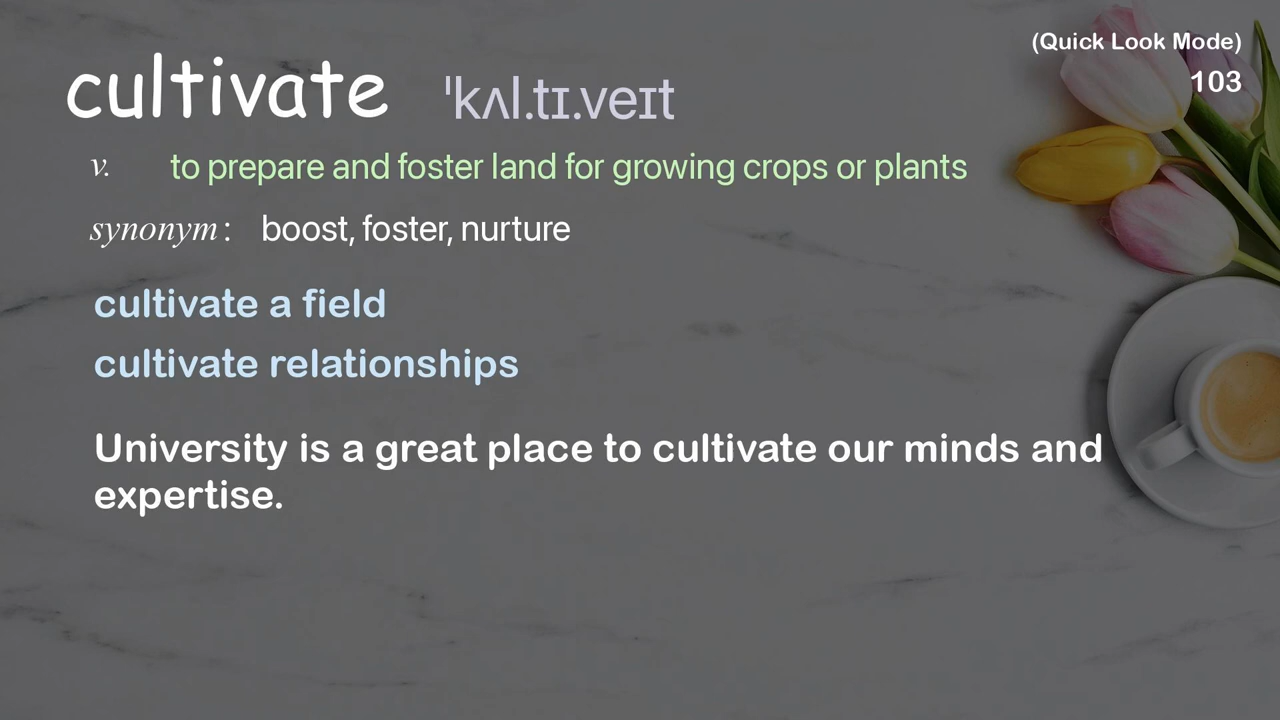 (Quick Look Mode)
103
cultivate ˈkʌl.tɪ.veɪt
v. to prepare and foster land for growing crops or plants
synonym : boost, foster, nurture
cultivate a field
cultivate relationships
University is a great place to cultivate our minds and
expertise.